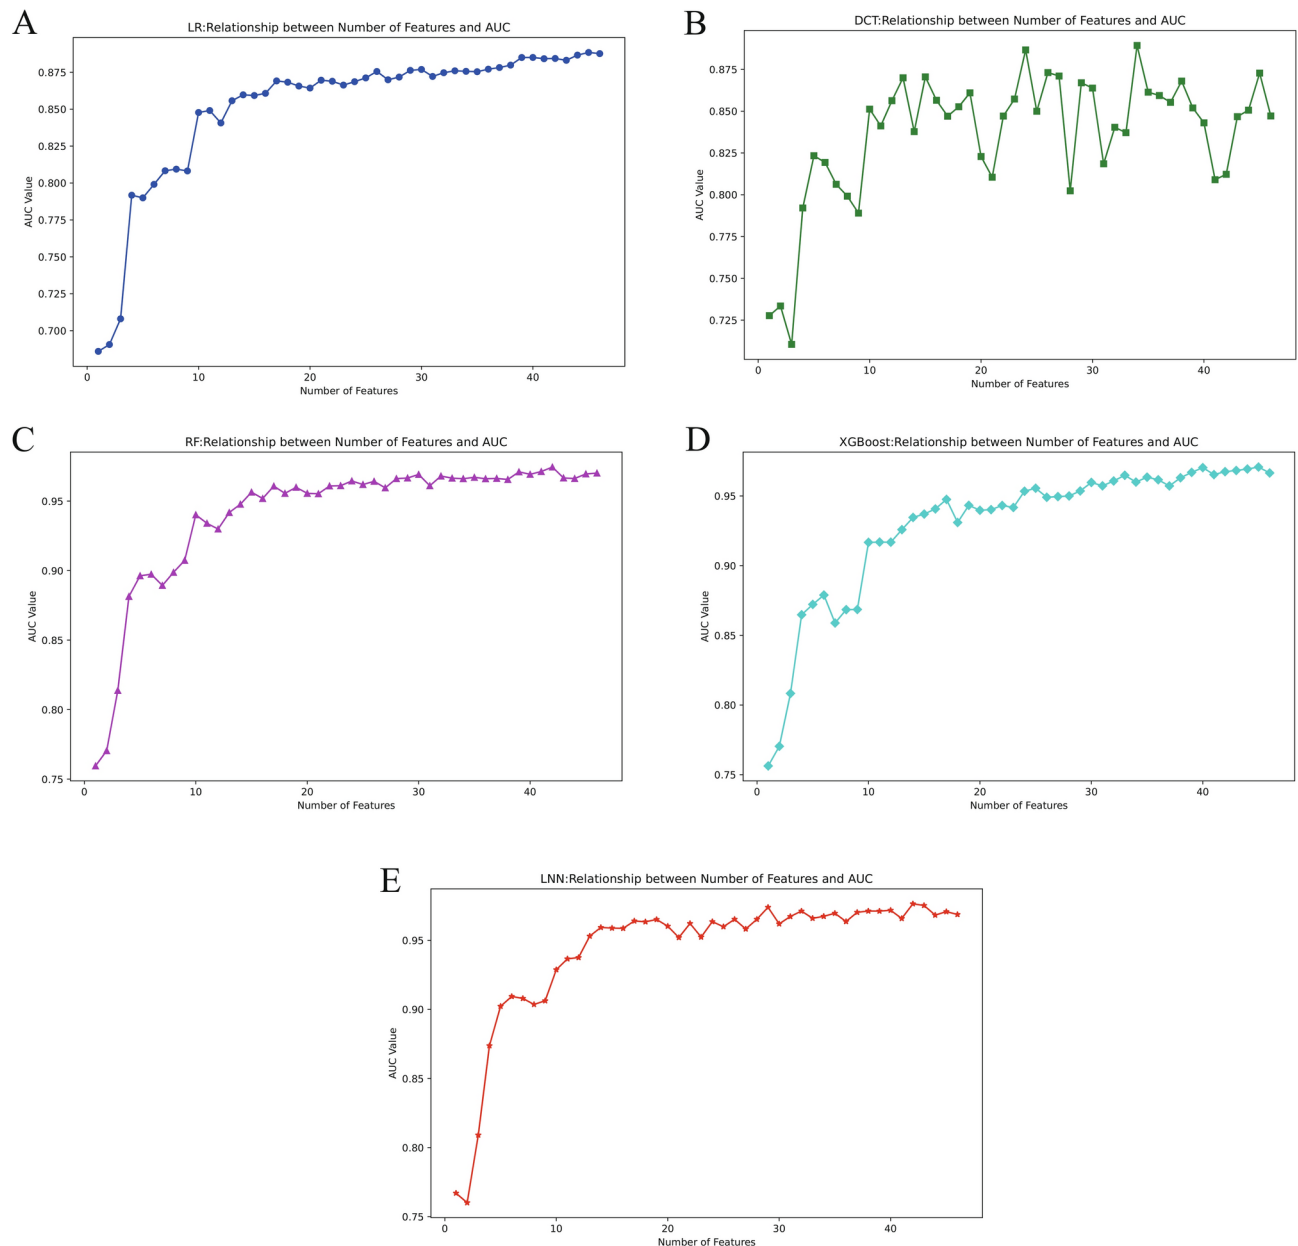 A
LR:Relationship between Number of Features and AUC
0.875
0.850
0.825
0.800
0.775
0.750
0.725
0.700
AUC Value
0 10 20 30 40
Number of Features
B
DCT:Relationship between Number of Features and AUC
0.875
0.850
0.825
0.800
0.775
0.750
0.725
AUC Value
0 10 20 30 40
Number of Features
C
RF:Relationship between Number of Features and AUC
0.95
0.90
0.85
0.80
0.75
AUC Value
0 10 20 30 40
Number of Features
D
XGBoost:Relationship between Number of Features and AUC
0.95
0.90
0.85
0.80
0.75
AUC Value
0 10 20 30 40
Number of Features
E
LNN:Relationship between Number of Features and AUC
0.95
0.90
0.85
0.80
0.75
AUC Value
0 10 20 30 40
Number of Features